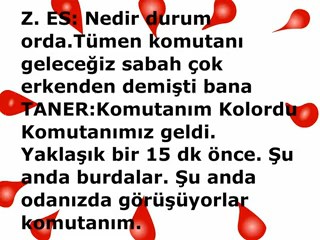 Z. ES: Nedir durum
orda.Tümen komutanı
geleceğiz sabah çok
erkenden demişti bana
TANER:Komutanım Kolordu
Komutanımız geldi.
Yaklaşık bir 15 dk önce. Şu
anda burdalar. Şu anda
odanızda görüşüyorlar
komutanım.